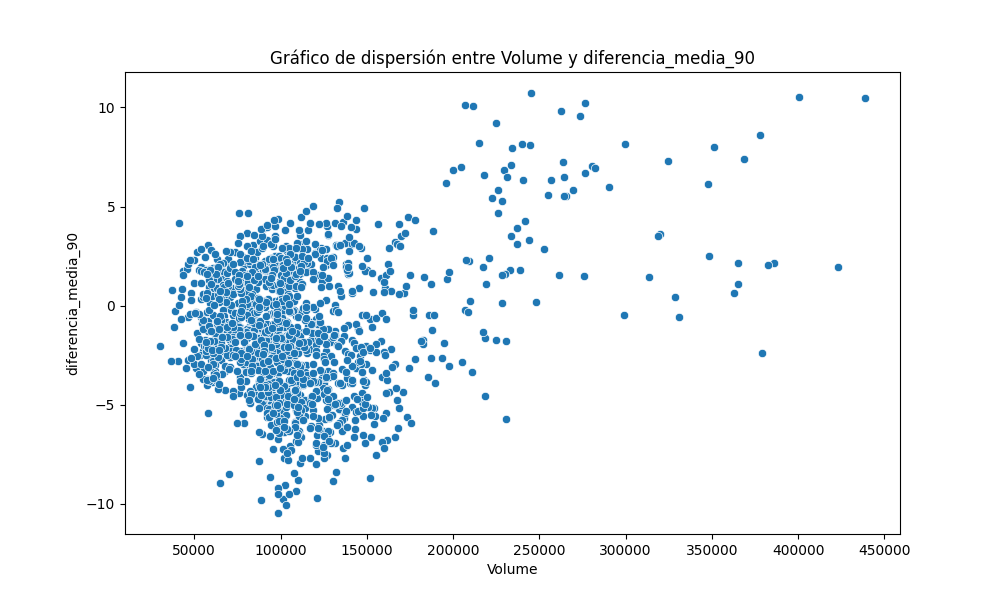 Gráfico de dispersión entre Volume y diferencia_media_90
diferencia_media_90
10
5
0
−5
−10
50000 100000 150000 200000 250000 300000 350000 400000 450000
Volume